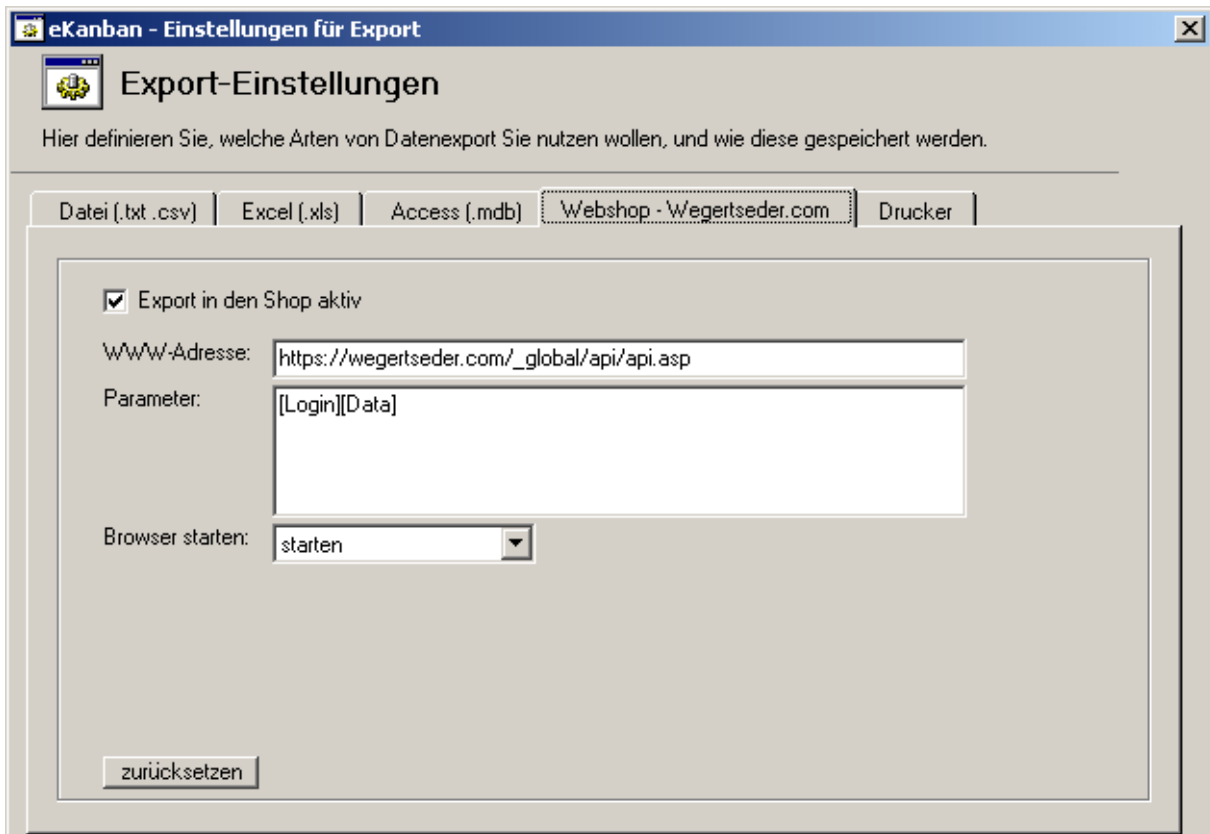 eKanban - Einstellungen für Export
Export-Einstellungen
Hier definieren Sie, welche Arten von Datenexport Sie nutzen wollen, und wie diese gespeichert werden.
Datei (.txt .csv) Excel (.xls) Access (.mdb) Webshop - Wegertseder.com Drucker
Export in den Shop aktiv
WWW-Adresse: https://wegertseder.com/_global/api/api.asp
Parameter: [Login][Data]
Browser starten: starten
zurücksetzen